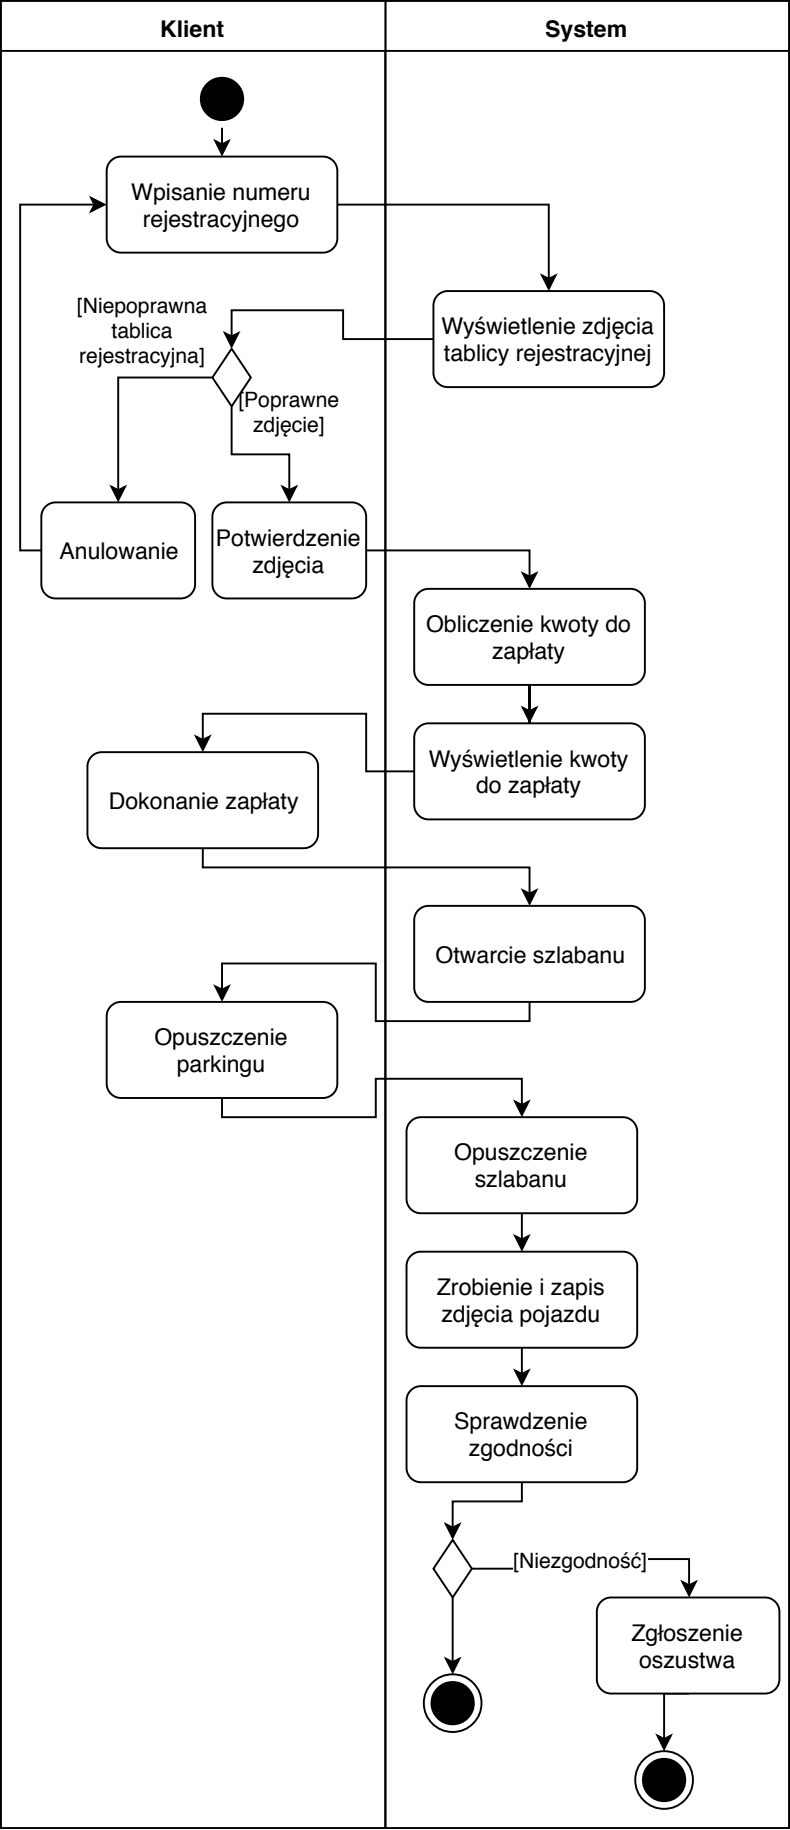 Klient
System
Wpisanie numeru
rejestracyjnego
Wyświetlenie zdjęcia
tablicy rejestracyjnej
[Niepoprawna
tablica
rejestracyjna]
[Poprawne
zdjęcie]
Anulowanie
Potwierdzenie
zdjęcia
Obliczenie kwoty do
zapłaty
Wyświetlenie kwoty
do zapłaty
Dokonanie zapłaty
Otwarcie szlabanu
Opuszczenie
parkingu
Opuszczenie
szlabanu
Zrobienie i zapis
zdjęcia pojazdu
Sprawdzenie
zgodności
[Niezgodność]
Zgłoszenie
oszustwa